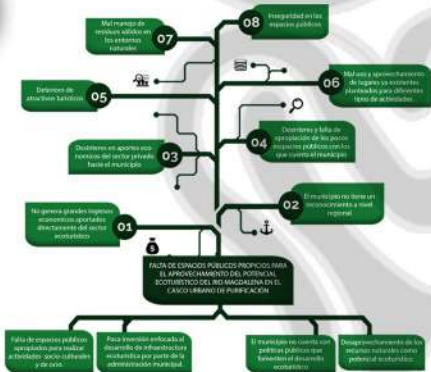 08
Inseguridad en los
espacios públicos
07
Mal manejo de
residuos sólidos en
los entornos
naturales
06
Mal uso y aprovechamiento
de lugares ya existentes
planteados para diferentes
tipos de actividades.
05
Deterioro de
atractivos turísticos
04
Desinteres y falta de
apropiación de los pocos
espacios públicos con los
que cuenta el municipio
03
Desinteres en aportes eco
nomicos del sector privado
hacia el municipio
02
El municipio no tiene un
reconocimiento a nivel
regional
01
No genera grandes ingresos
economicos aportados
directamente del sector
ecoturístico
$
FALTA DE ESPACIOS PÚBLICOS PROPICIOS PARA
EL APROVECHAMIENTO DEL POTENCIAL
ECOTURÍSTICO DEL RIO MAGDALENA EN EL
CASCO URBANO DE PURIFICACIÓN
Falta de espacios públicos
apropiados para realizar
actividades socio-culturales
y de ocio.
Poca inversión enfocada al
desarrollo de infraestructura
ecoturística por parte de la
administración municipal.
El municipio no cuenta con
políticas públicas que
fomenten el desarrollo
ecoturístico
Desaprovechamiento de los
recursos naturales como
potencial ecoturístico